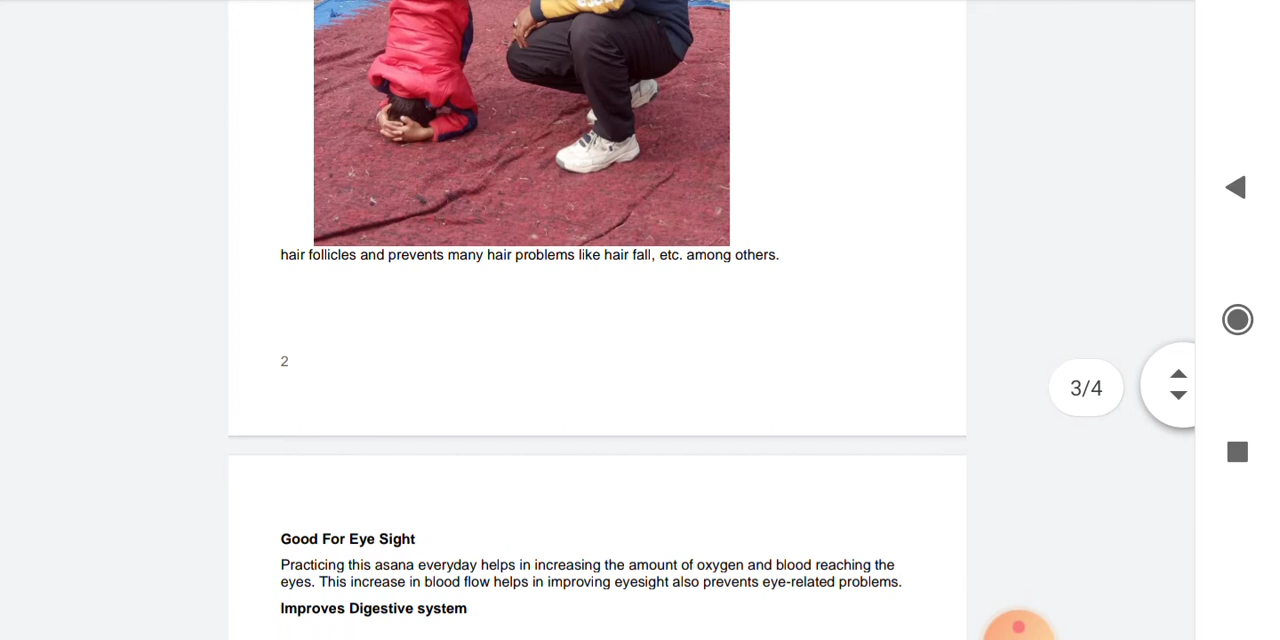 hair follicles and prevents many hair problems like hair fall, etc. among others.
2
3/4
Good For Eye Sight
Practicing this asana everyday helps in increasing the amount of oxygen and blood reaching the
eyes. This increase in blood flow helps in improving eyesight also prevents eye-related problems.
Improves Digestive system